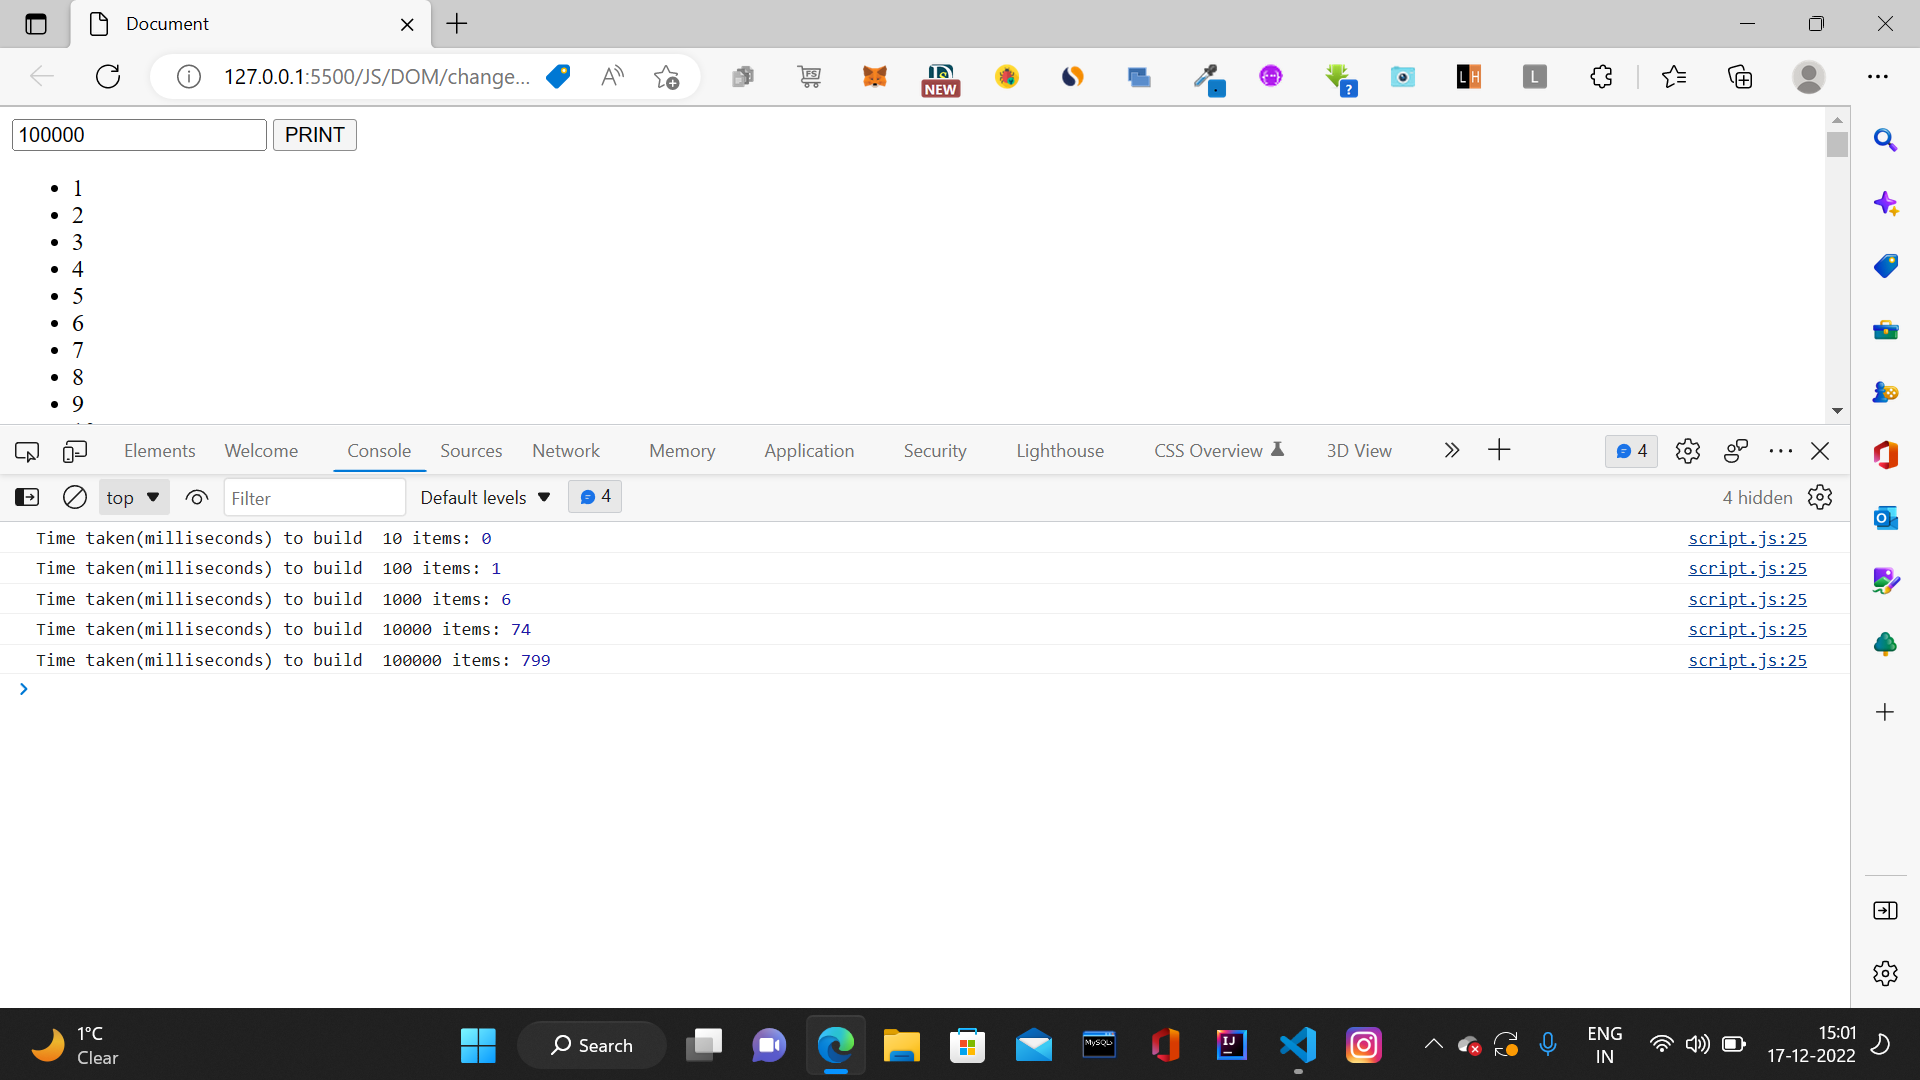 Document
127.0.0.1:5500/JS/DOM/change...
NEW
FS
?
LH
L
100000 PRINT
1
2
3
4
5
6
7
8
9
Elements Welcome Console Sources Network Memory Application Security Lighthouse CSS Overview 3D View 4
top Filter Default levels 4 4 hidden
Time taken(milliseconds) to build  10 items: 0 script.js:25
Time taken(milliseconds) to build  100 items: 1 script.js:25
Time taken(milliseconds) to build  1000 items: 6 script.js:25
Time taken(milliseconds) to build  10000 items: 74 script.js:25
Time taken(milliseconds) to build  100000 items: 799 script.js:25
1°C
Clear
Search
MySQL
IJ
ENG
IN
15:01
17-12-2022